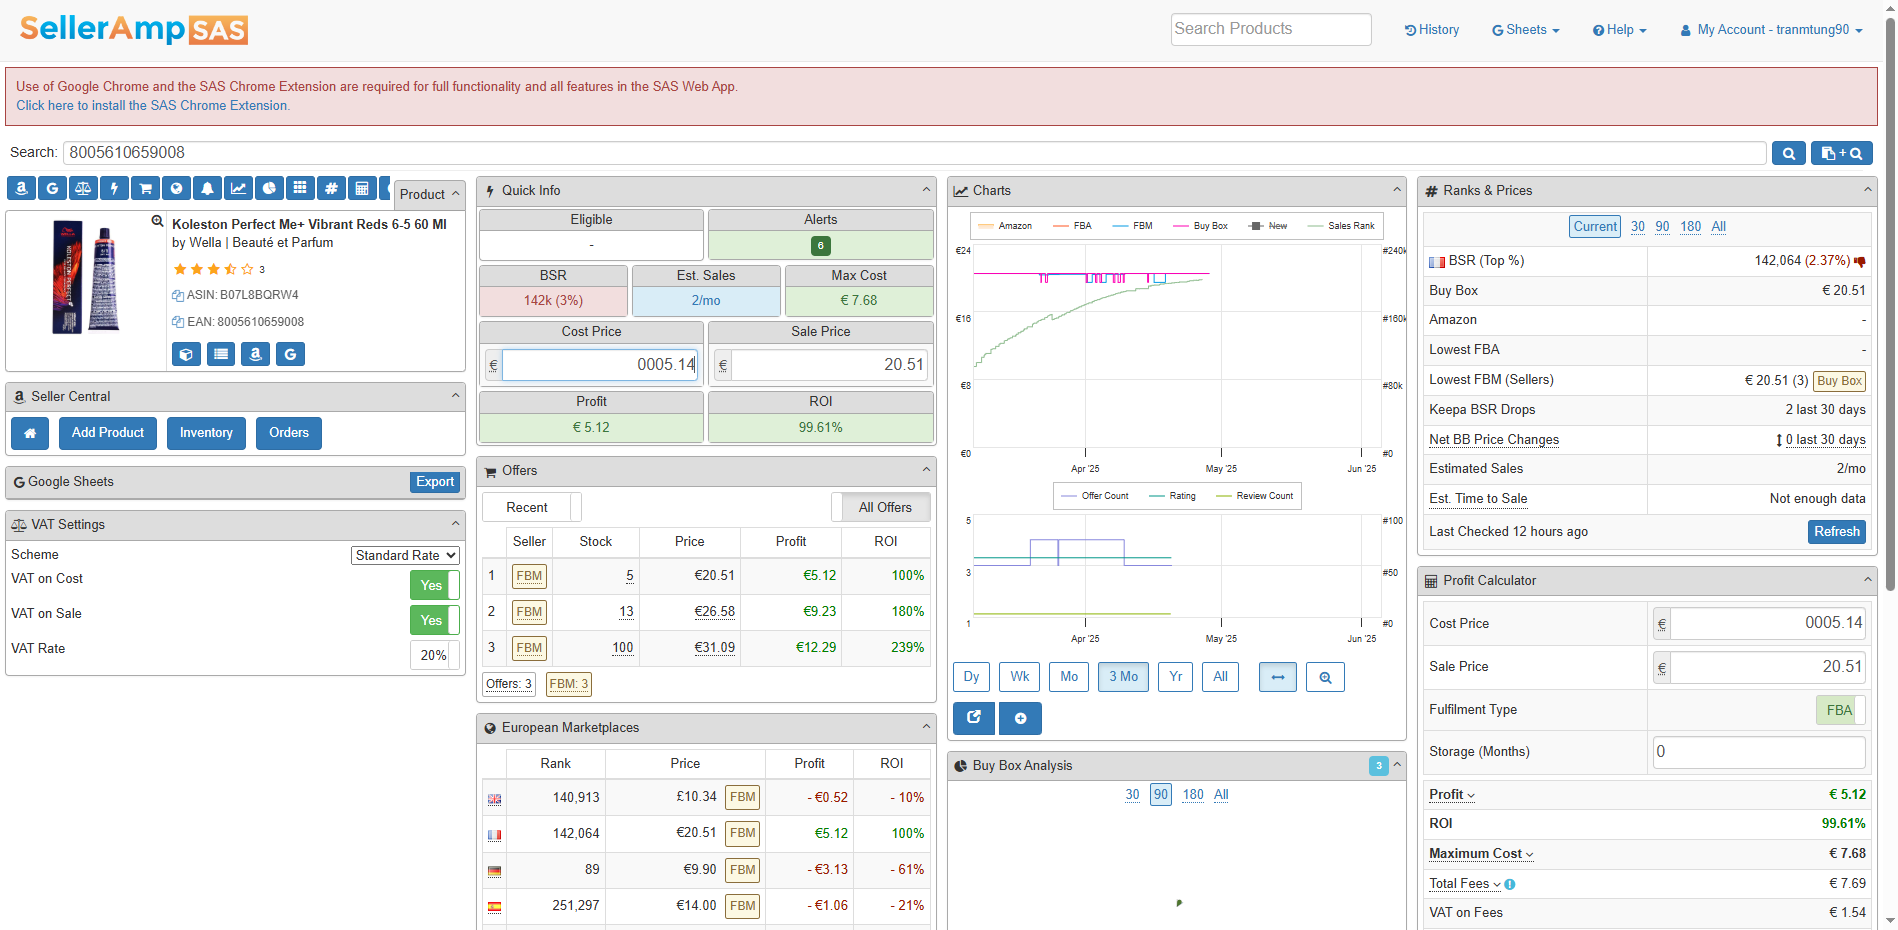 SellerAmp SAS
Search Products
History
Sheets
Help
My Account - tranmtung90
Use of Google Chrome and the SAS Chrome Extension are required for full functionality and all features in the SAS Web App.
Click here to install the SAS Chrome Extension.
Search: 8005610659008
+
Product
Koleston Perfect Me+ Vibrant Reds 6-5 60 Ml
by Wella | Beauté et Parfum
3
ASIN: B07L8BQRW4
EAN: 8005610659008
Seller Central
Add Product
Inventory
Orders
Google Sheets
Export
VAT Settings
Scheme Standard Rate
VAT on Cost Yes
VAT on Sale Yes
VAT Rate 20%
Quick Info
Eligible Alerts
- 6
BSR Est. Sales Max Cost
142k (3%) 2/mo € 7.68
Cost Price Sale Price
€ 0005.14 € 20.51
Profit ROI
€ 5.12 99.61%
Offers
Recent All Offers
Seller Stock Price Profit ROI
1 FBM 5 €20.51 €5.12 100%
2 FBM 13 €26.58 €9.23 180%
3 FBM 100 €31.09 €12.29 239%
Offers: 3 FBM: 3
European Marketplaces
Rank Price Profit ROI
140,913 £10.34 FBM - €0.52 - 10%
142,064 €20.51 FBM €5.12 100%
89 €9.90 FBM - €3.13 - 61%
251,297 €14.00 FBM - €1.06 - 21%
Charts
Amazon FBA FBM Buy Box New Sales Rank
€24 #240k
€16 #160k
€8 #80k
€0 #0
Apr '25 May '25 Jun '25
Offer Count Rating Review Count
5 #100
3 #50
1 #0
Apr '25 May '25 Jun '25
Dy Wk Mo 3 Mo Yr All
Buy Box Analysis 3
30 90 180 All
Ranks & Prices
Current 30 90 180 All
BSR (Top %) 142,064 (2.37%)
Buy Box € 20.51
Amazon -
Lowest FBA -
Lowest FBM (Sellers) € 20.51 (3) Buy Box
Keepa BSR Drops 2 last 30 days
Net BB Price Changes 0 last 30 days
Estimated Sales 2/mo
Est. Time to Sale Not enough data
Last Checked 12 hours ago Refresh
Profit Calculator
Cost Price € 0005.14
Sale Price € 20.51
Fulfilment Type FBA
Storage (Months) 0
Profit € 5.12
ROI 99.61%
Maximum Cost € 7.68
Total Fees € 7.69
VAT on Fees € 1.54